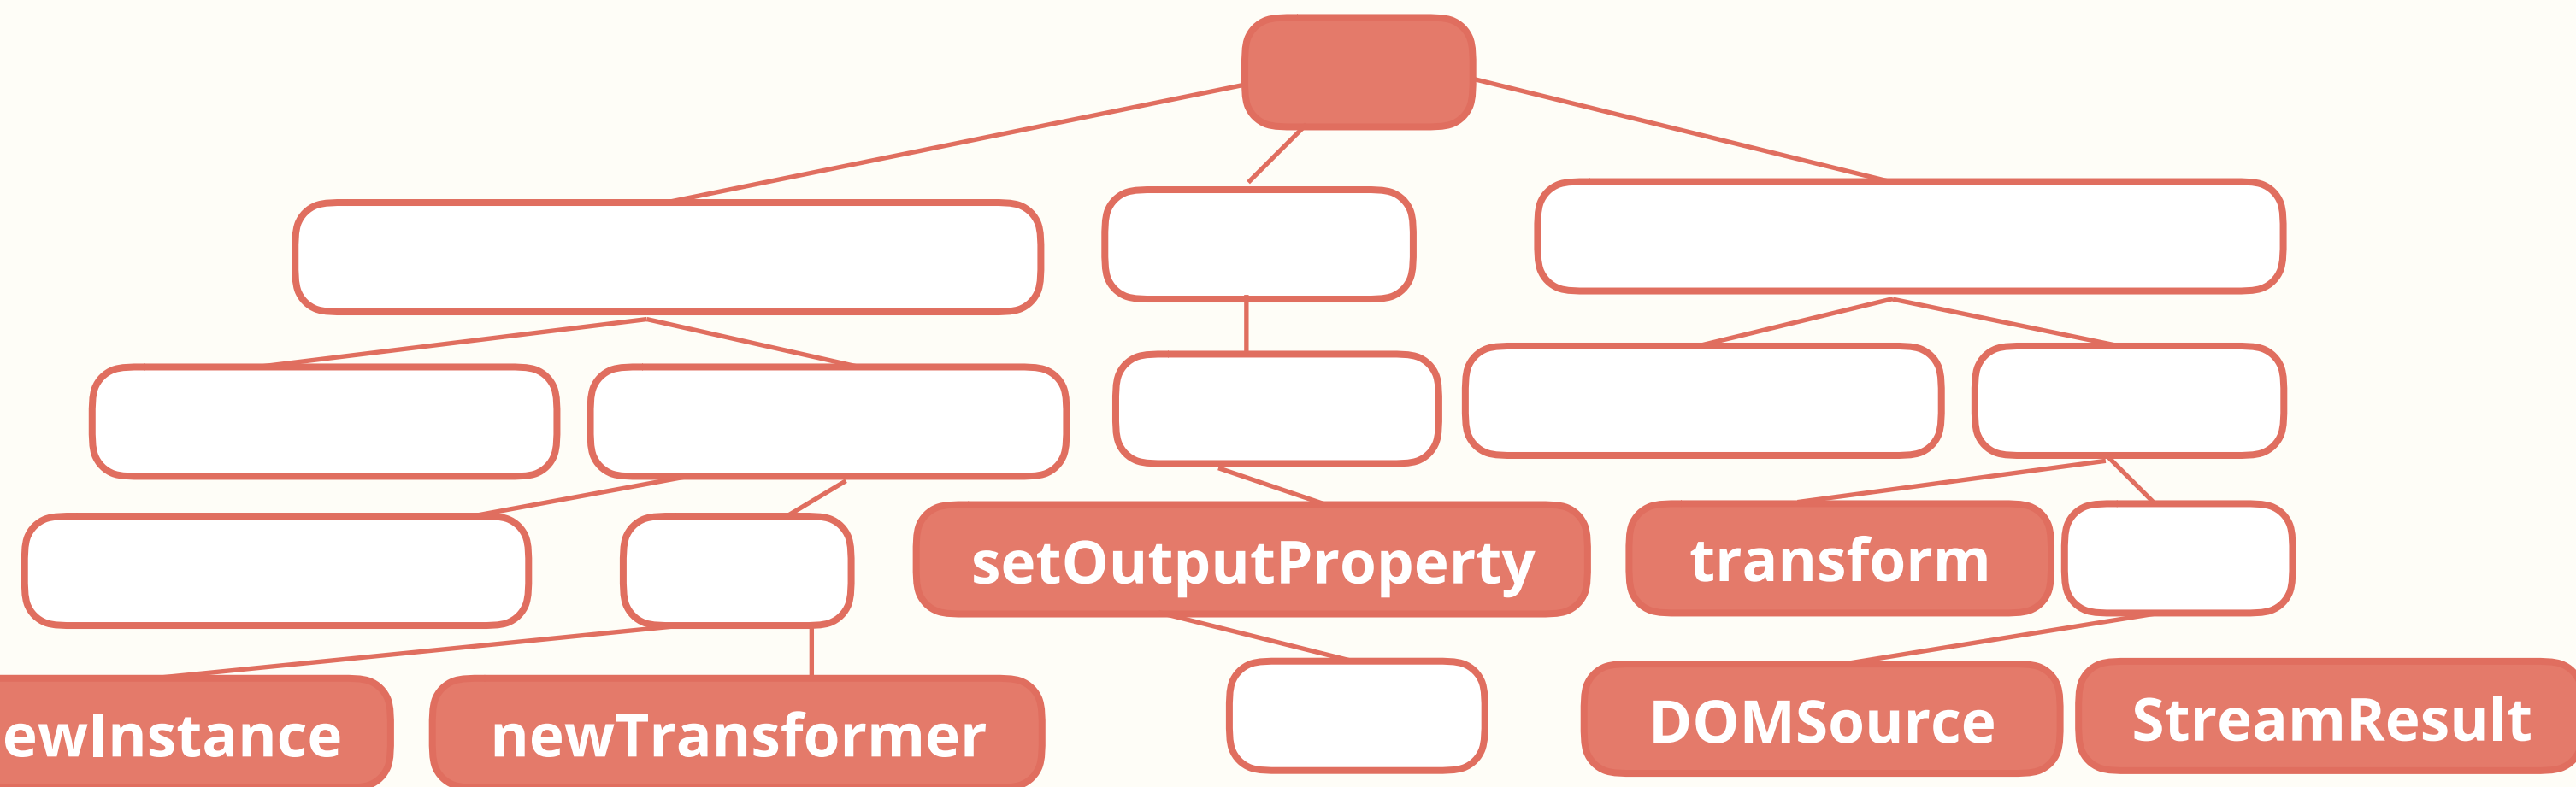 setOutputProperty
transform
ewInstance
newTransformer
DOMSource
StreamResult